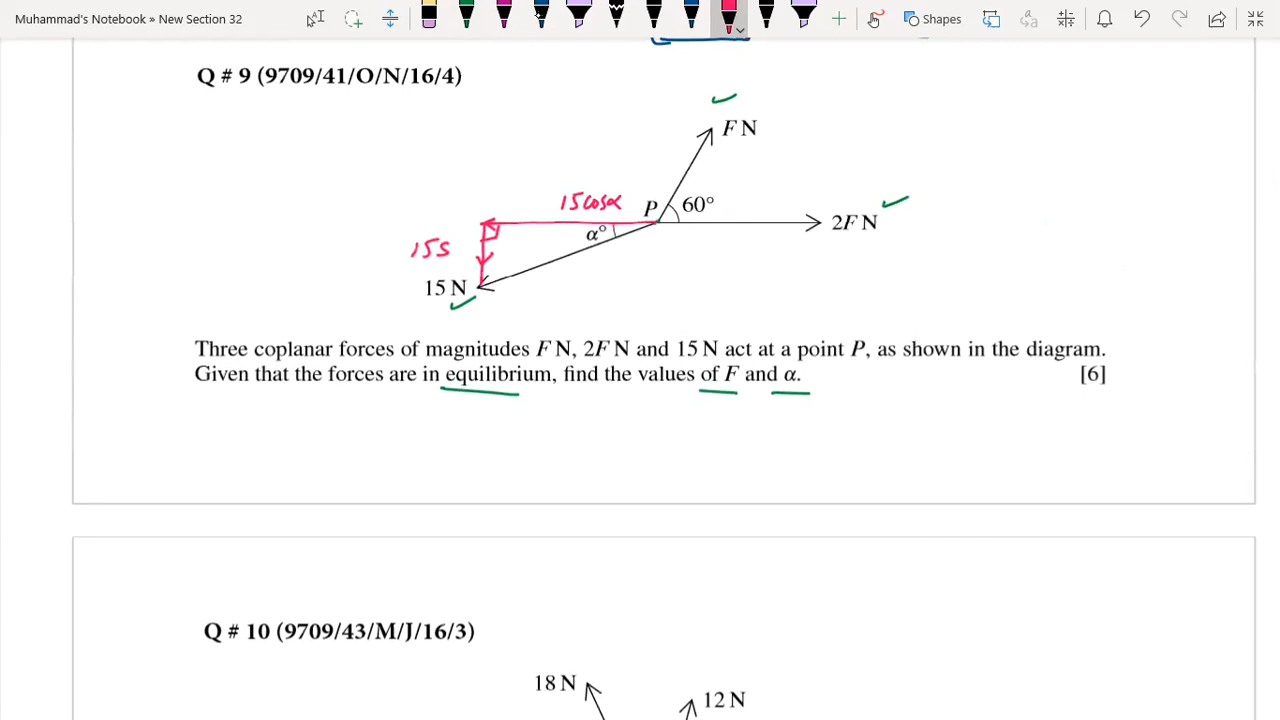 Muhammad's Notebook » New Section 32
Shapes
Q # 9 (9709/41/O/N/16/4)
F N
15cosα
P
60°
2F N
α°
15s
15 N
Three coplanar forces of magnitudes F N, 2F N and 15 N act at a point P, as shown in the diagram.
Given that the forces are in equilibrium, find the values of F and α. [6]
Q # 10 (9709/43/M/J/16/3)
18 N
12 N